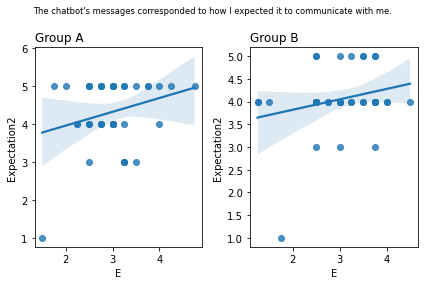 The chatbot's messages corresponded to how I expected it to communicate with me.
Group A
Group B
Expectation2
6
5
4
3
2
1
2 3 4
E
Expectation2
5.0
4.5
4.0
3.5
3.0
2.5
2.0
1.5
1.0
2 3 4
E